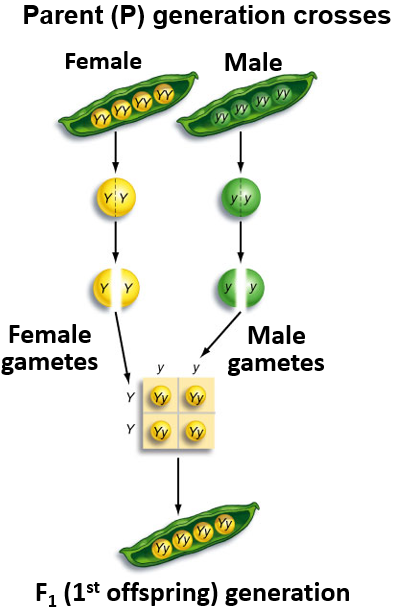 Parent (P) generation crosses
Female Male
YY YY YY YY yy yy yy yy
Y Y y y
Y Y y y
Female gametes
Male gametes
y y
Y Yy Yy
Y Yy Yy
Yy Yy Yy Yy
F₁ (1ˢᵗ offspring) generation